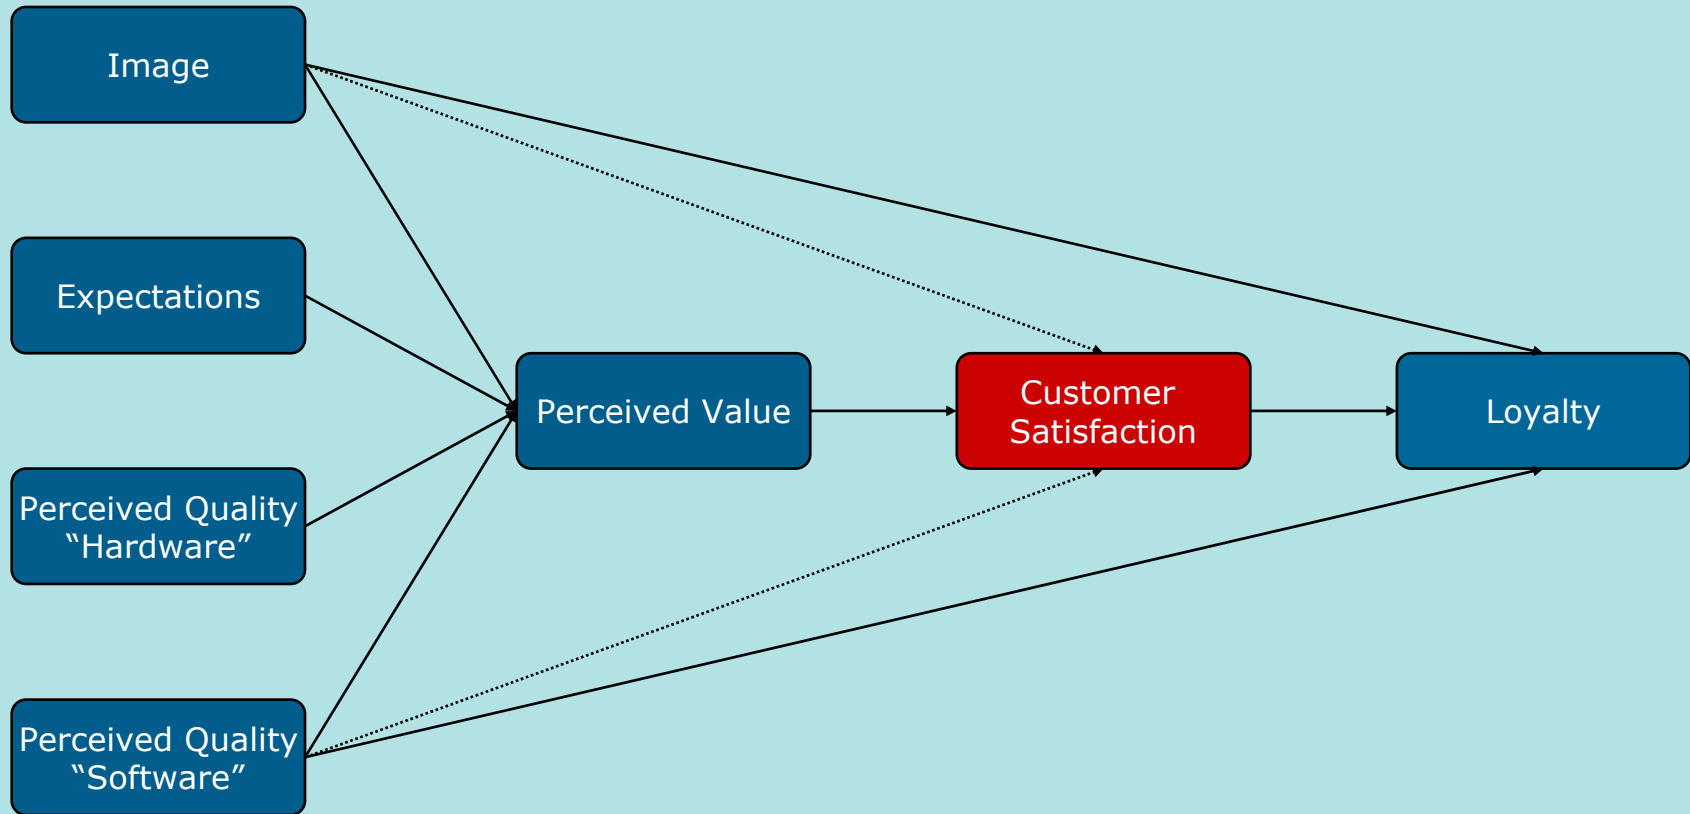 Image
Expectations
Perceived Value
Customer
Satisfaction
Loyalty
Perceived Quality
“Hardware”
Perceived Quality
“Software”